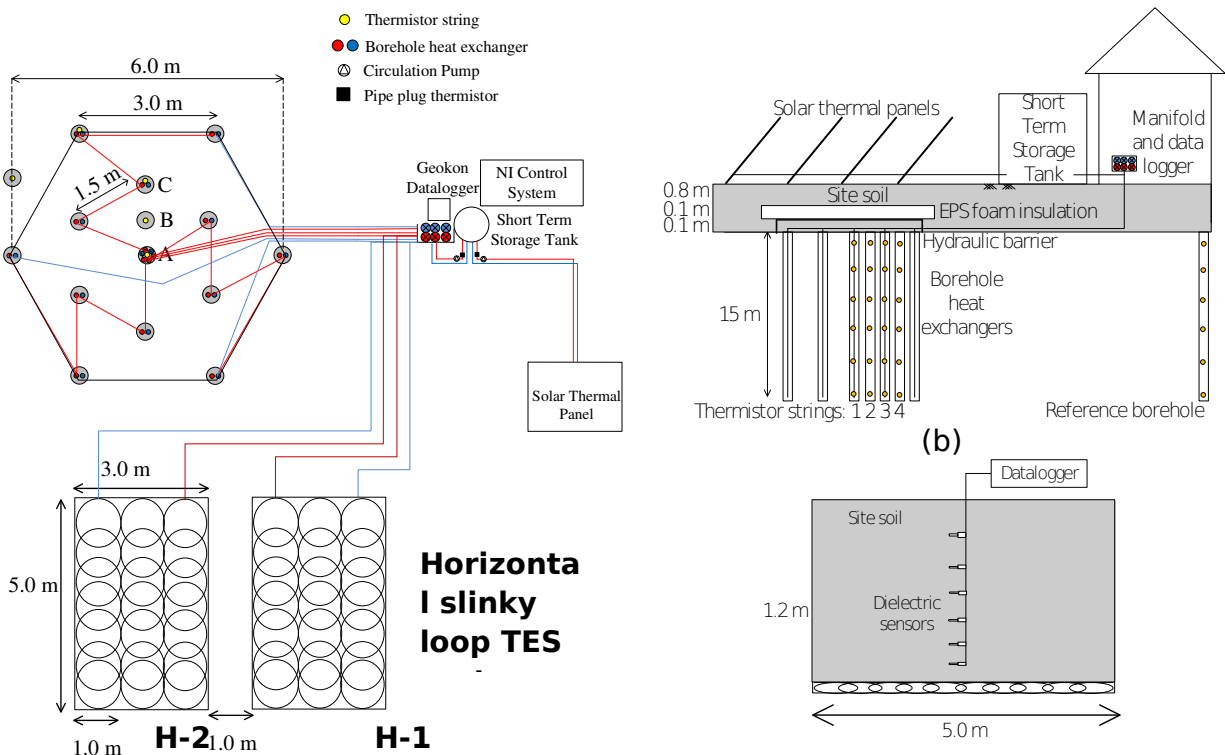 Thermistor string
Borehole heat exchanger
Circulation Pump
Pipe plug thermistor
6.0 m
3.0 m
1.5 m
C
B
A
Geokon
Datalogger
NI Control
System
Short Term
Storage Tank
Solar Thermal
Panel
3.0 m
5.0 m
1.0 m
H-2
1.0 m
H-1
Horizonta
l slinky
loop TES
-
Solar thermal panels
Short
Term
Storage
Tank
Manifold
and data
logger
0.8 m
0.1 m
0.1 m
Site soil
EPS foam insulation
Hydraulic barrier
Borehole
heat
exchangers
15 m
Thermistor strings: 1 2 3 4
Reference borehole
(b)
Datalogger
Site soil
Dielectric
sensors
1.2 m
5.0 m